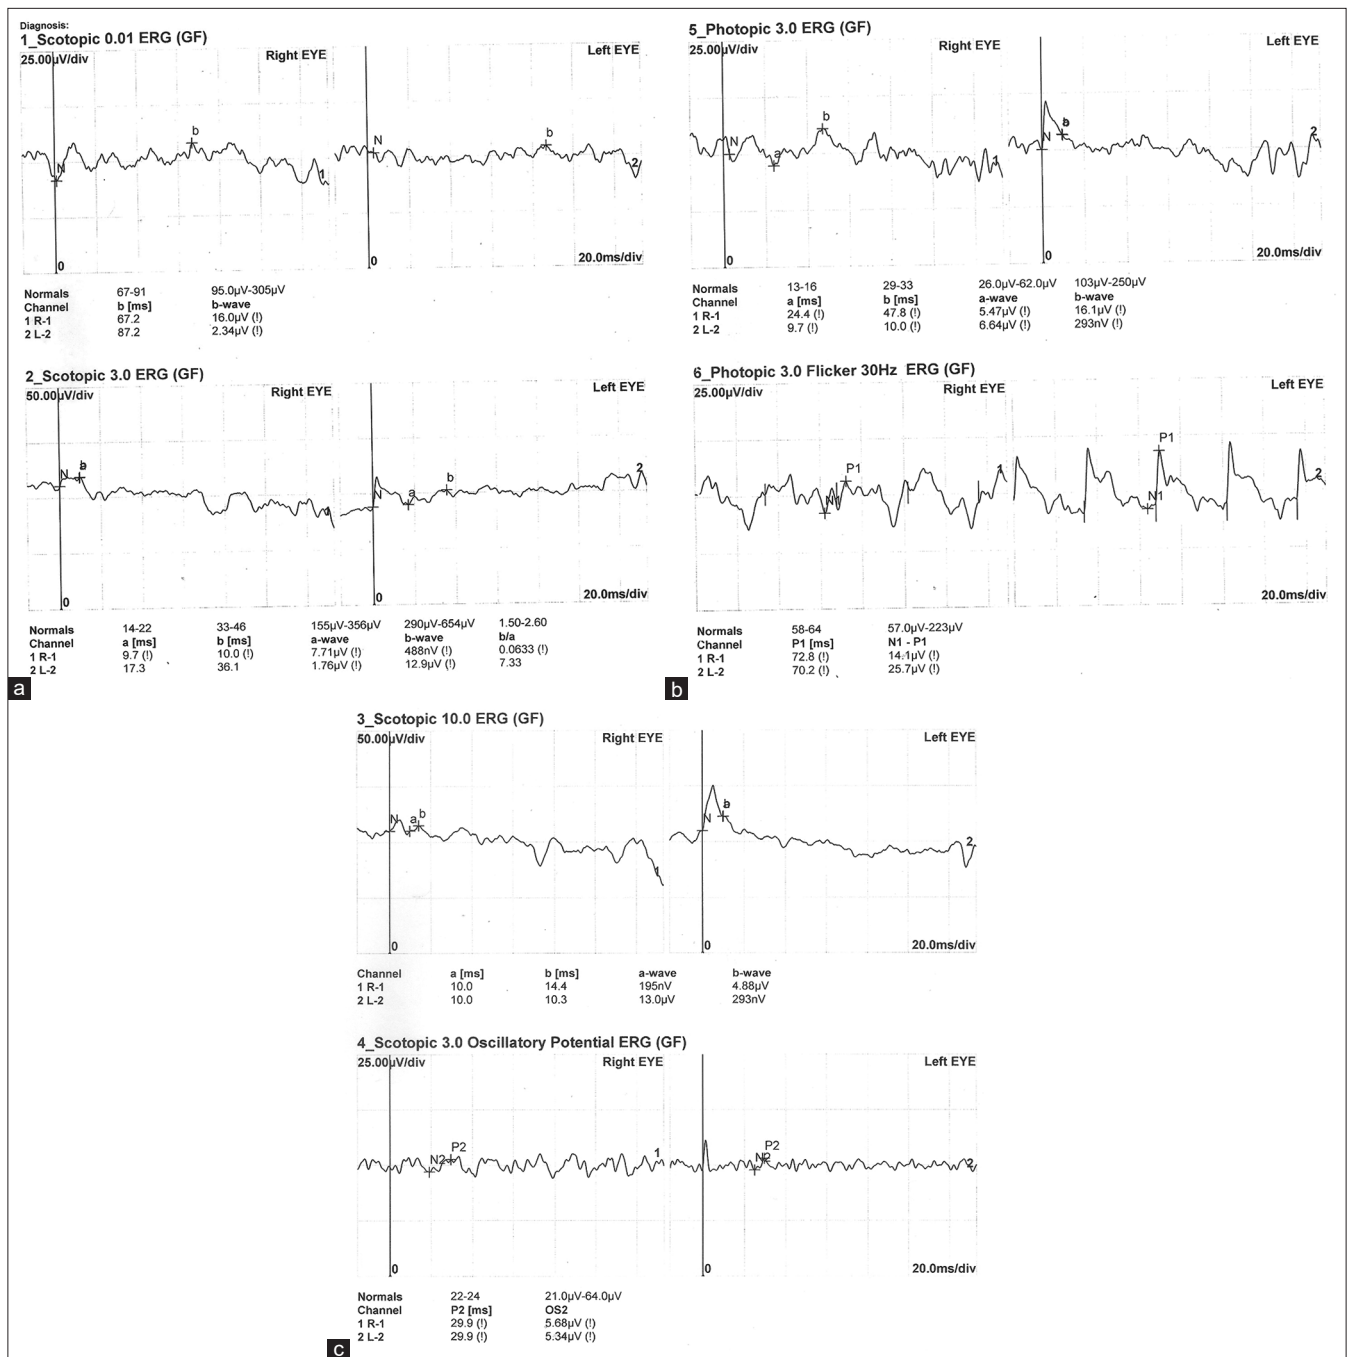 Diagnosis:
1_Scotopic 0.01 ERG (GF)
25.00µV/div
Right EYE
Left EYE
N
b
1
N
b
2
0
0
20.0ms/div
Normals 67-91 95.0µV-305µV
Channel b [ms] b-wave
1 R-1 67.2 16.0µV (!)
2 L-2 87.2 2.34µV (!)
2_Scotopic 3.0 ERG (GF)
50.00µV/div
Right EYE
Left EYE
N
N
a
b
2
0
0
20.0ms/div
Normals 14-22 33-46 155µV-356µV 290µV-654µV 1.50-2.60
Channel a [ms] b [ms] a-wave b-wave b/a
1 R-1 9.7 (!) 10.0 (!) 7.71µV (!) 488nV (!) 0.0633 (!)
2 L-2 17.3 36.1 1.76µV (!) 12.9µV (!) 7.33
a
5_Photopic 3.0 ERG (GF)
25.00µV/div
Right EYE
Left EYE
N
a
b
1
N
2
0
0
20.0ms/div
Normals 13-16 29-33 26.0µV-62.0µV 103µV-250µV
Channel a [ms] b [ms] a-wave b-wave
1 R-1 24.4 (!) 47.8 (!) 5.47µV (!) 16.1µV (!)
2 L-2 9.7 (!) 10.0 (!) 6.64µV (!) 293nV (!)
6_Photopic 3.0 Flicker 30Hz ERG (GF)
25.00µV/div
Right EYE
Left EYE
N1
P1
1
N1
P1
2
20.0ms/div
Normals 58-64 57.0µV-223µV
Channel P1 [ms] N1 - P1
1 R-1 72.8 (!) 14.1µV (!)
2 L-2 70.2 (!) 25.7µV (!)
b
3_Scotopic 10.0 ERG (GF)
50.00µV/div
Right EYE
Left EYE
N
a
b
1
N
2
0
0
20.0ms/div
Channel a [ms] b [ms] a-wave b-wave
1 R-1 10.0 14.4 195nV 4.88µV
2 L-2 10.0 10.3 13.0µV 293nV
4_Scotopic 3.0 Oscillatory Potential ERG (GF)
25.00µV/div
Right EYE
Left EYE
N2
P2
1
N2
P2
2
0
0
20.0ms/div
Normals 22-24 21.0µV-64.0µV
Channel P2 [ms] OS2
1 R-1 29.9 (!) 5.68µV (!)
2 L-2 29.9 (!) 5.34µV (!)
c